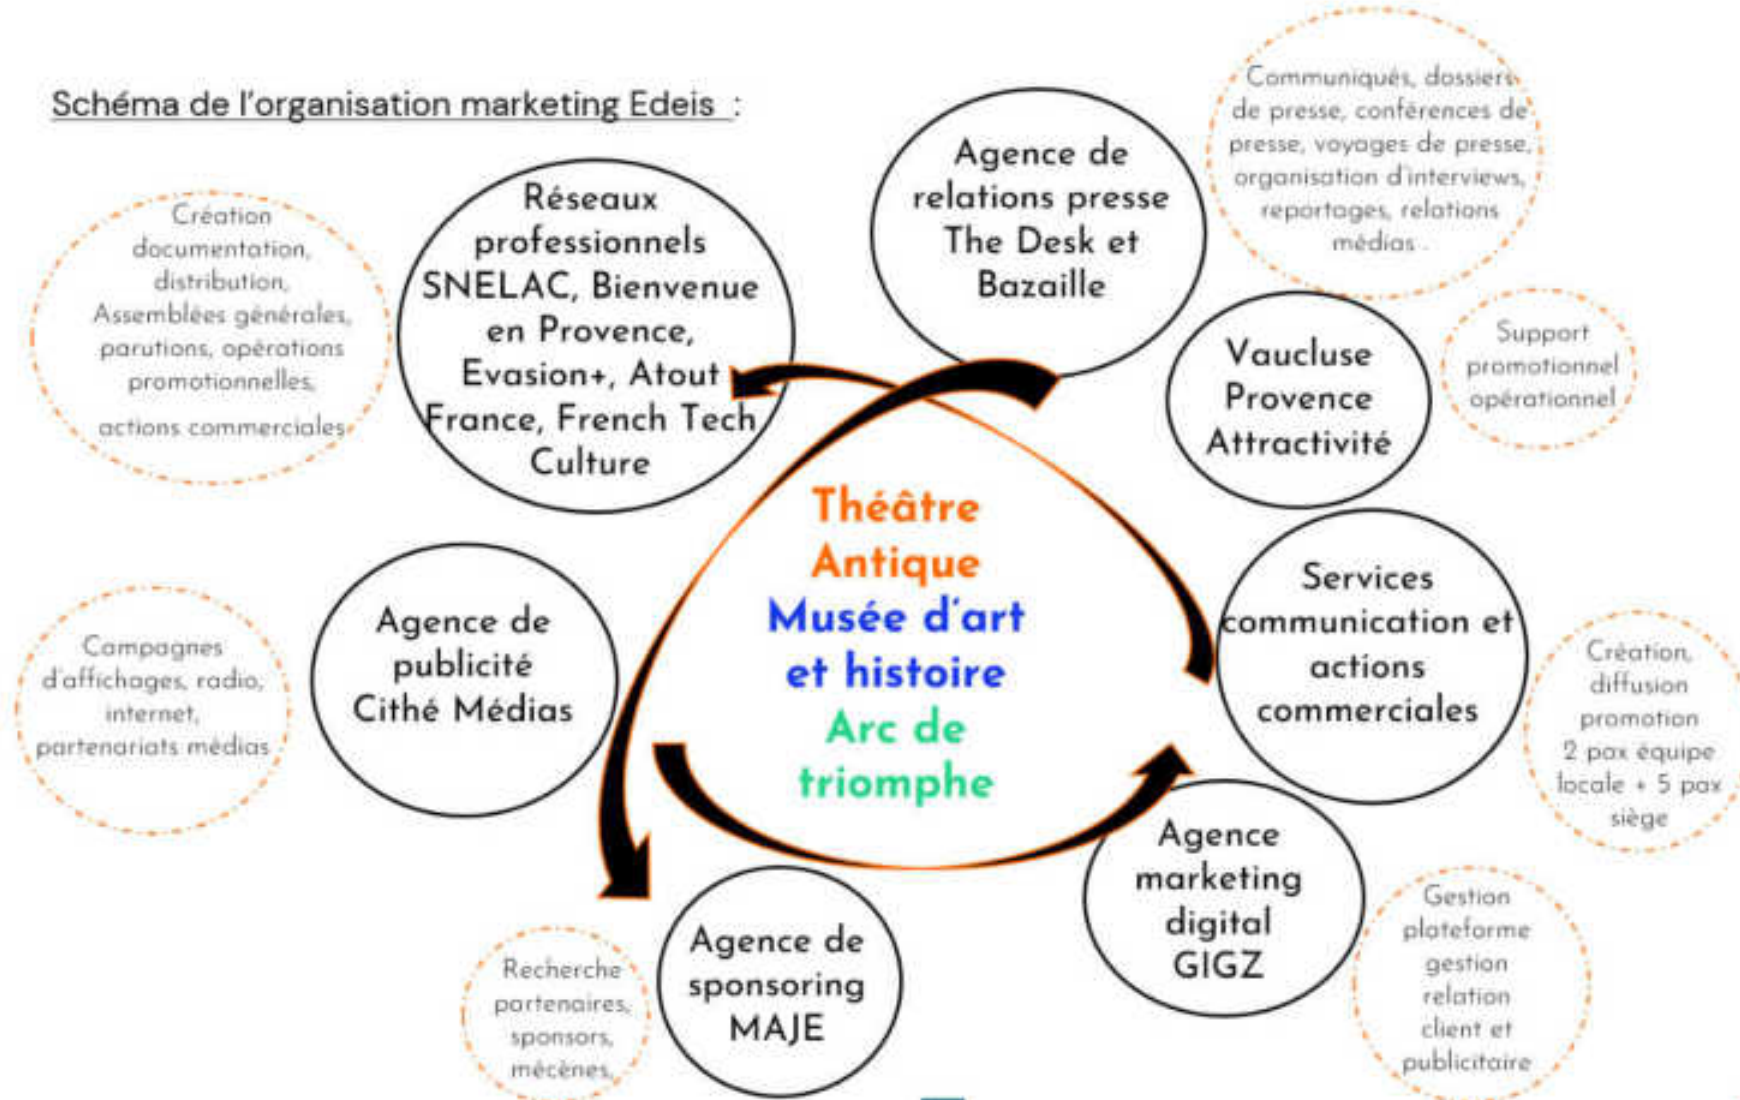 Schéma de l'organisation marketing Edeis :
Création
documentation,
distribution,
Assemblées générales,
parutions, opérations
promotionnelles,
actions commerciales
Réseaux
professionnels
SNELAC, Bienvenue
en Provence,
Evasion+, Atout
France, French Tech
Culture
Agence de
relations presse
The Desk et
Bazaille
Communiqués, dossiers
de presse, conférences de
presse, voyages de presse,
organisation d'interviews,
reportages, relations
médias .
Vaucluse
Provence
Attractivité
Support
promotionnel
opérationnel
Théâtre
Antique
Musée d'art
et histoire
Arc de
triomphe
Services
communication et
actions
commerciales
Création,
diffusion
promotion
2 pax équipe
locale + 5 pax
siège
Campagnes
d'affichages, radio,
internet,
partenariats médias
Agence de
publicité
Cithé Médias
Agence
marketing
digital
GIGZ
Gestion
plateforme
gestion
relation
client et
publicitaire
Recherche
partenaires,
sponsors,
mécènes,
Agence de
sponsoring
MAJE